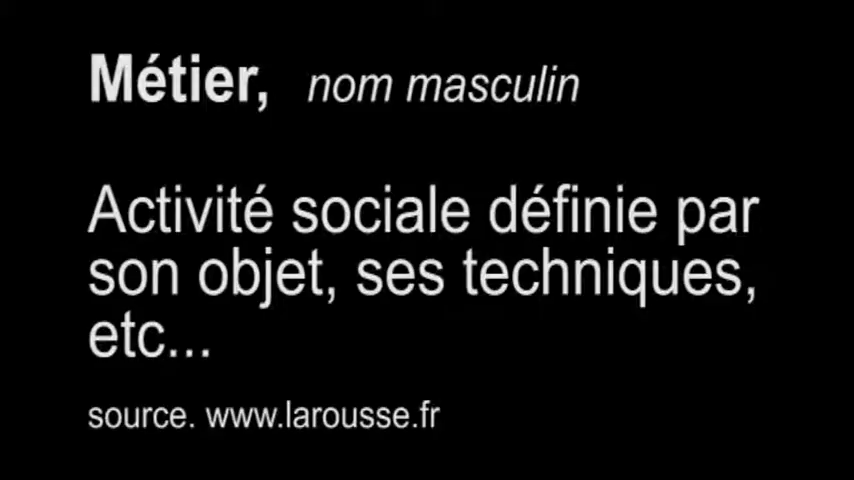 Métier, nom masculin
Activité sociale définie par
son objet, ses techniques,
etc...
source. www.larousse.fr